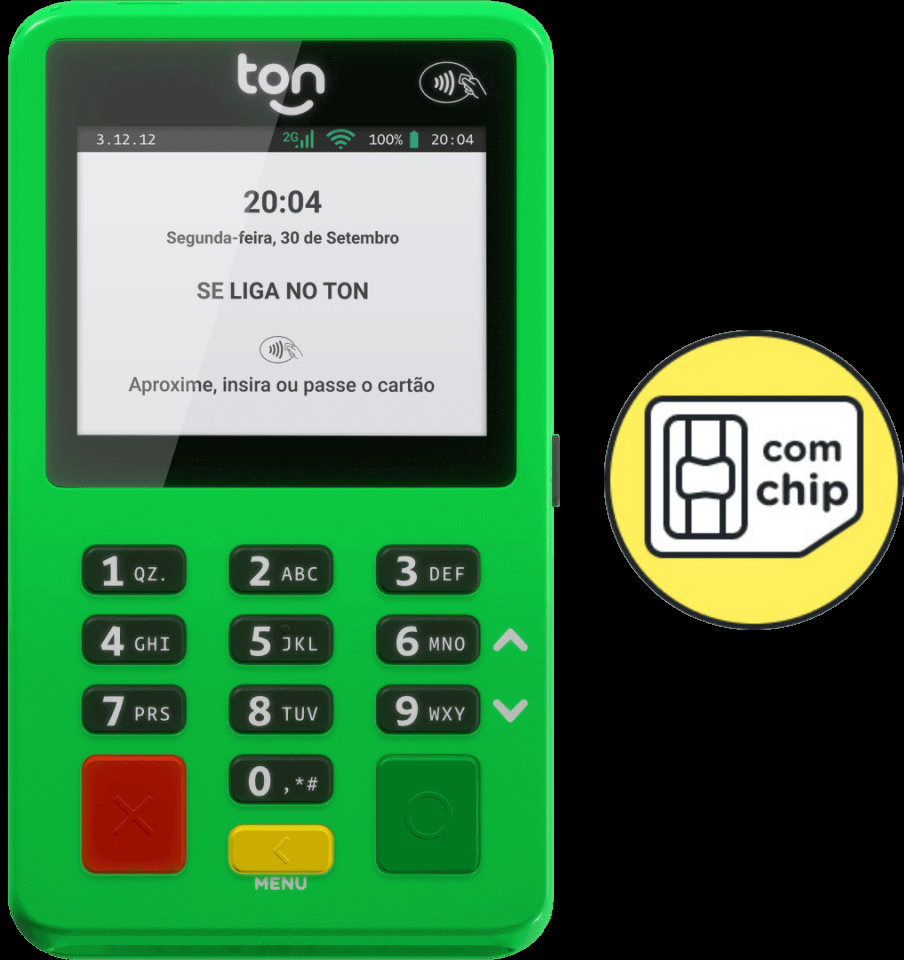 ton
3.12.12 2G 100% 20:04
20:04
Segunda-feira, 30 de Setembro
SE LIGA NO TON
Aproxime, insira ou passe o cartão
com
chip
1 QZ. 2 ABC 3 DEF
4 GHI 5 JKL 6 MNO
7 PRS 8 TUV 9 WXY
0 ,*#
MENU